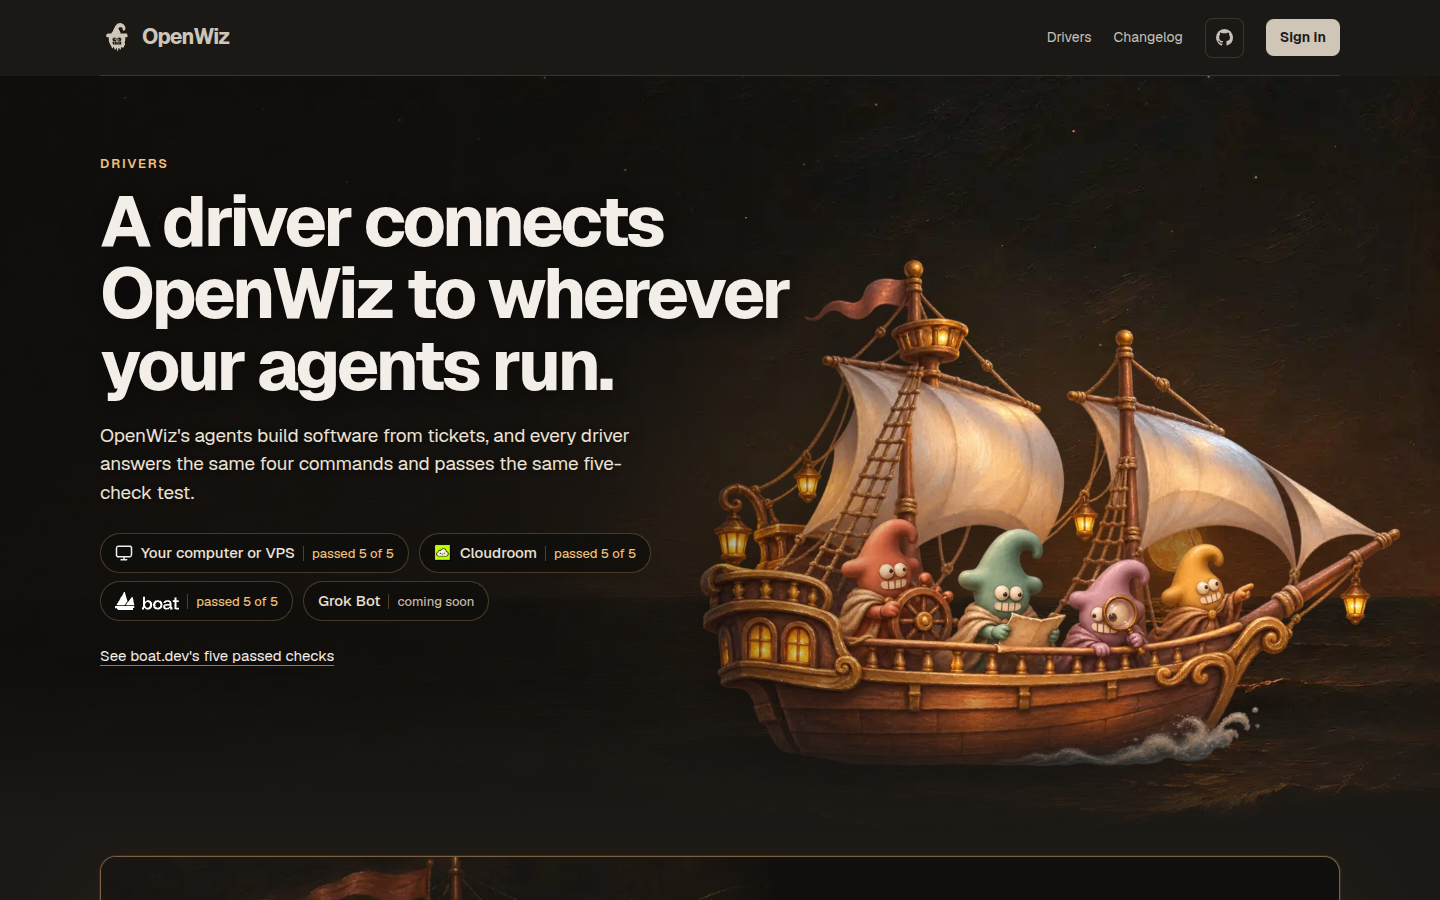 OpenWiz
Drivers
Changelog
Sign in
DRIVERS
A driver connects
OpenWiz to wherever
your agents run.
OpenWiz's agents build software from tickets, and every driver
answers the same four commands and passes the same five-
check test.
Your computer or VPS | passed 5 of 5
Cloudroom | passed 5 of 5
boat | passed 5 of 5
Grok Bot | coming soon
See boat.dev's five passed checks